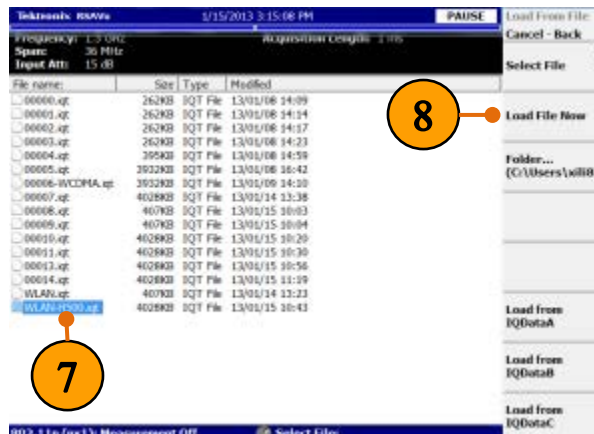 Tektronix RSAVu 1/15/2013 3:15:08 PM PAUSE Load From File
Cancel - Back
Frequency: 1.5 GHz Acquisition Length: 1 ms
Span: 36 MHz
Input Att: 15 dB
Select File
File name: Size Type Modified
00000.iqt 262KB IQT File 13/01/08 14:09
00001.iqt 262KB IQT File 13/01/08 14:14
8
Load File Now
00002.iqt 262KB IQT File 13/01/08 14:17
00003.iqt 262KB IQT File 13/01/08 14:23
00004.iqt 395KB IQT File 13/01/08 14:59
Folder...
(C:\Users\xili8
00005.iqt 3932KB IQT File 13/01/08 16:42
00006-WCDMA.iqt 3932KB IQT File 13/01/09 14:10
00007.iqt 4028KB IQT File 13/01/14 13:38
00008.iqt 407KB IQT File 13/01/15 10:03
00009.iqt 407KB IQT File 13/01/15 10:04
00010.iqt 4028KB IQT File 13/01/15 10:20
00011.iqt 4028KB IQT File 13/01/15 10:30
00013.iqt 4028KB IQT File 13/01/15 10:56
00014.iqt 4028KB IQT File 13/01/15 11:19
WLAN.iqt 407KB IQT File 13/01/14 13:23
WLAN-H500.iqt 4028KB IQT File 13/01/15 10:43
Load from
IQDataA
7
Load from
IQDataB
Load from
IQDataC
Measurement Off Select File: